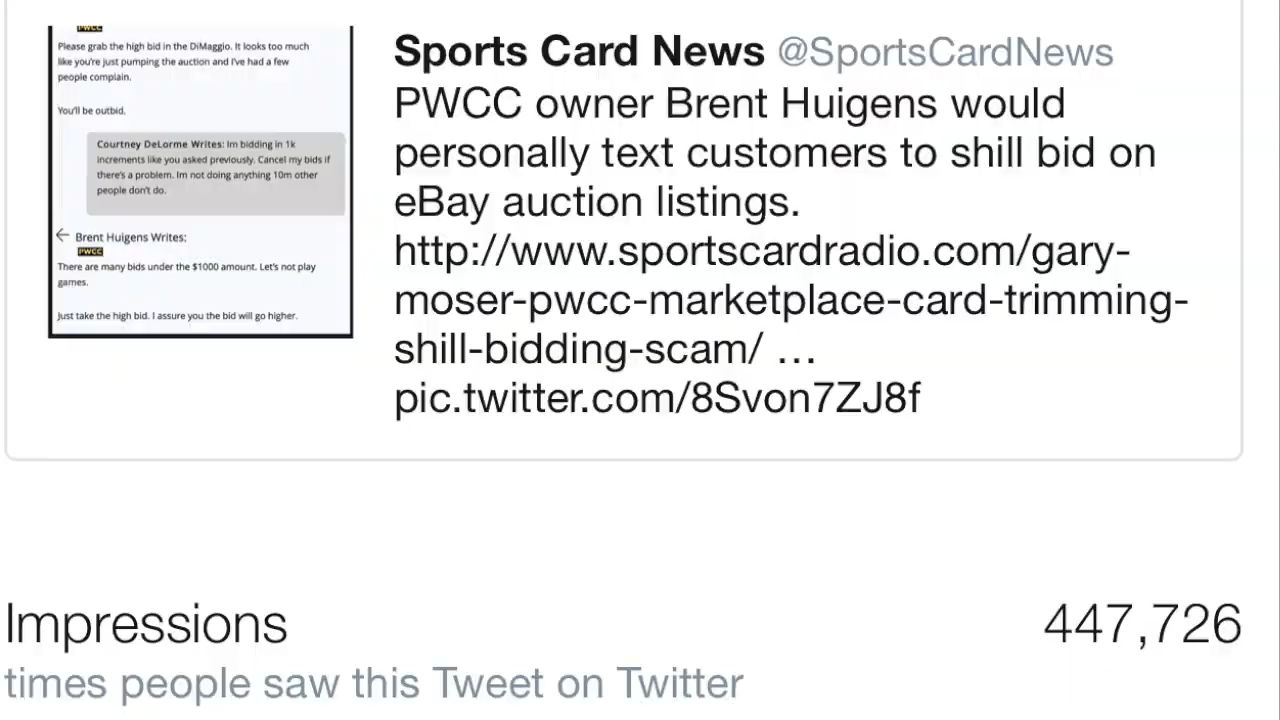 PWCC
Please grab the high bid in the DiMaggio. It looks too much
like you're just pumping the auction and I've had a few
people complain.
You'll be outbid.
Courtney DeLorme Writes: Im bidding in 1k
increments like you asked previously. Cancel my bids if
there's a problem. Im not doing anything 10m other
people don't do.
Brent Huigens Writes:
PWCC
There are many bids under the $1000 amount. Let's not play
games.
Just take the high bid. I assure you the bid will go higher.
Sports Card News @SportsCardNews
PWCC owner Brent Huigens would
personally text customers to shill bid on
eBay auction listings.
http://www.sportscardradio.com/gary-
moser-pwcc-marketplace-card-trimming-
shill-bidding-scam/ …
pic.twitter.com/8Svon7ZJ8f
Impressions 447,726
times people saw this Tweet on Twitter